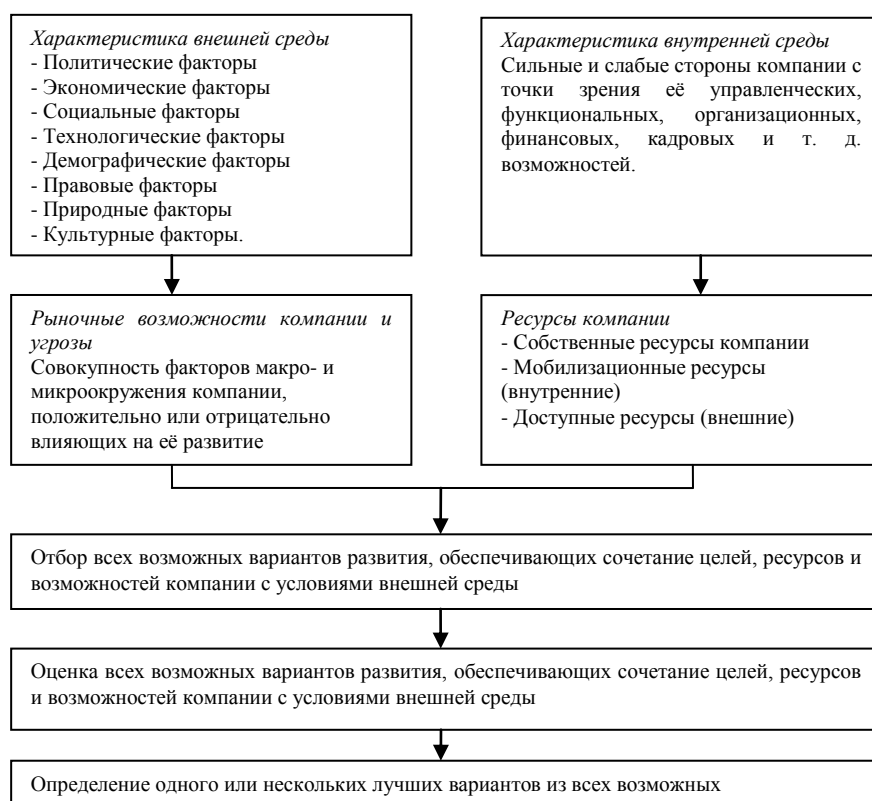 Характеристика внешней среды
- Политические факторы
- Экономические факторы
- Социальные факторы
- Технологические факторы
- Демографические факторы
- Правовые факторы
- Природные факторы
- Культурные факторы.
Характеристика внутренней среды
Сильные и слабые стороны компании с
точки зрения её управленческих,
функциональных, организационных,
финансовых, кадровых и т. д.
возможностей.
Рыночные возможности компании и
угрозы
Совокупность факторов макро- и
микроокружения компании,
положительно или отрицательно
влияющих на её развитие
Ресурсы компании
- Собственные ресурсы компании
- Мобилизационные ресурсы
(внутренние)
- Доступные ресурсы (внешние)
Отбор всех возможных вариантов развития, обеспечивающих сочетание целей, ресурсов и
возможностей компании с условиями внешней среды
Оценка всех возможных вариантов развития, обеспечивающих сочетание целей, ресурсов
и возможностей компании с условиями внешней среды
Определение одного или нескольких лучших вариантов из всех возможных